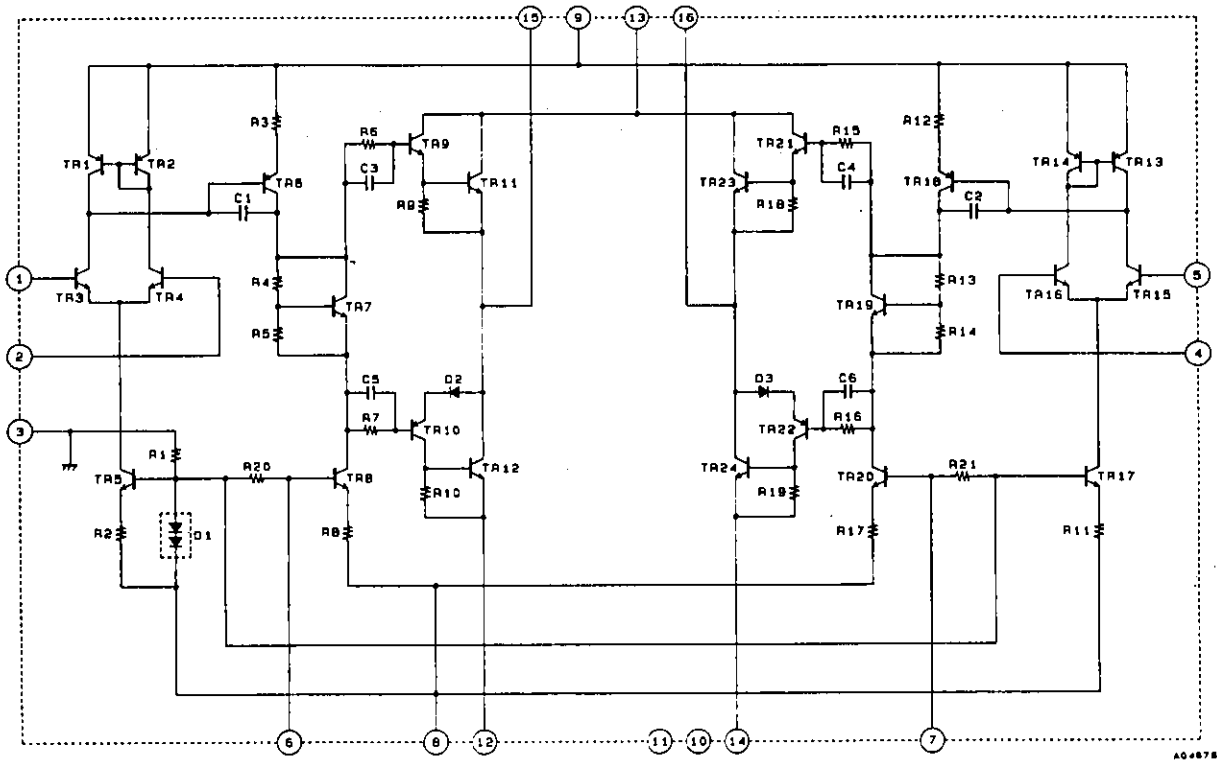 15 9 13 16
R3 R12
R6 TR9 TR21 R15
TR1 TR2 TR14 TR13
TR6 C3 TR11 TR23 C4 TR18
C1 R9 R18 C2
1 R4 R13 5
TR3 TR4 TR7 TR19 TR16 TR15
R5 R14
2 4
C5 D2 D3 C6
R7 R16
3 TR10 TR22
R1
TR5 R20 TR8 TR12 TR24 TR20 R21 TR17
R10 R19
R2 D1 R8 R17 R11
6 8 12 11 10 14 7